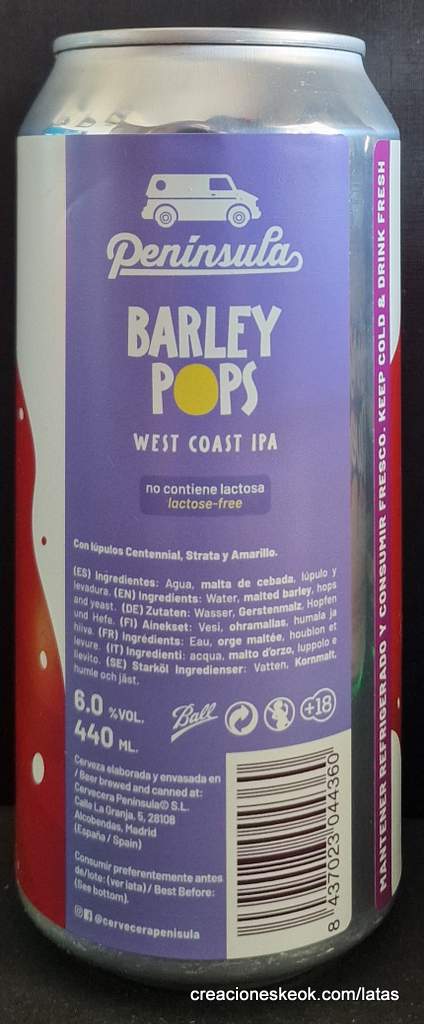 Península
BARLEY
POPS
WEST COAST IPA
no contiene lactosa
lactose-free
Con lúpulos Centennial, Strata y Amarillo.
(ES) Ingredientes: Agua, malta de cebada, lúpulo y
levadura. (EN) Ingredients: Water, malted barley, hops
and yeast. (DE) Zutaten: Wasser, Gerstenmalz, Hopfen
und Hefe. (FI) Ainekset: Vesi, ohramallas, humala ja
hiiva. (FR) Ingrédients: Eau, orge maltée, houblon et
levure. (IT) Ingredienti: acqua, malto d'orzo, luppolo e
lievito. (SE) Starköl Ingredienser: Vatten, Kornmalt,
humle och jäst.
6.0 %VOL.
440 ML.
Ball
+18
Cerveza elaborada y envasada en
/ Beer brewed and canned at:
Cervecera Península© S.L.
Calle La Granja, 5, 28108
Alcobendas, Madrid
(España / Spain)
Consumir preferentemente antes
de/lote: (ver lata) / Best Before:
(See bottom).
@cervecerapenisula
8 437023 044360
MANTENER REFRIGERADO Y CONSUMIR FRESCO. KEEP COLD & DRINK FRESH
creacioneskeok.com/latas